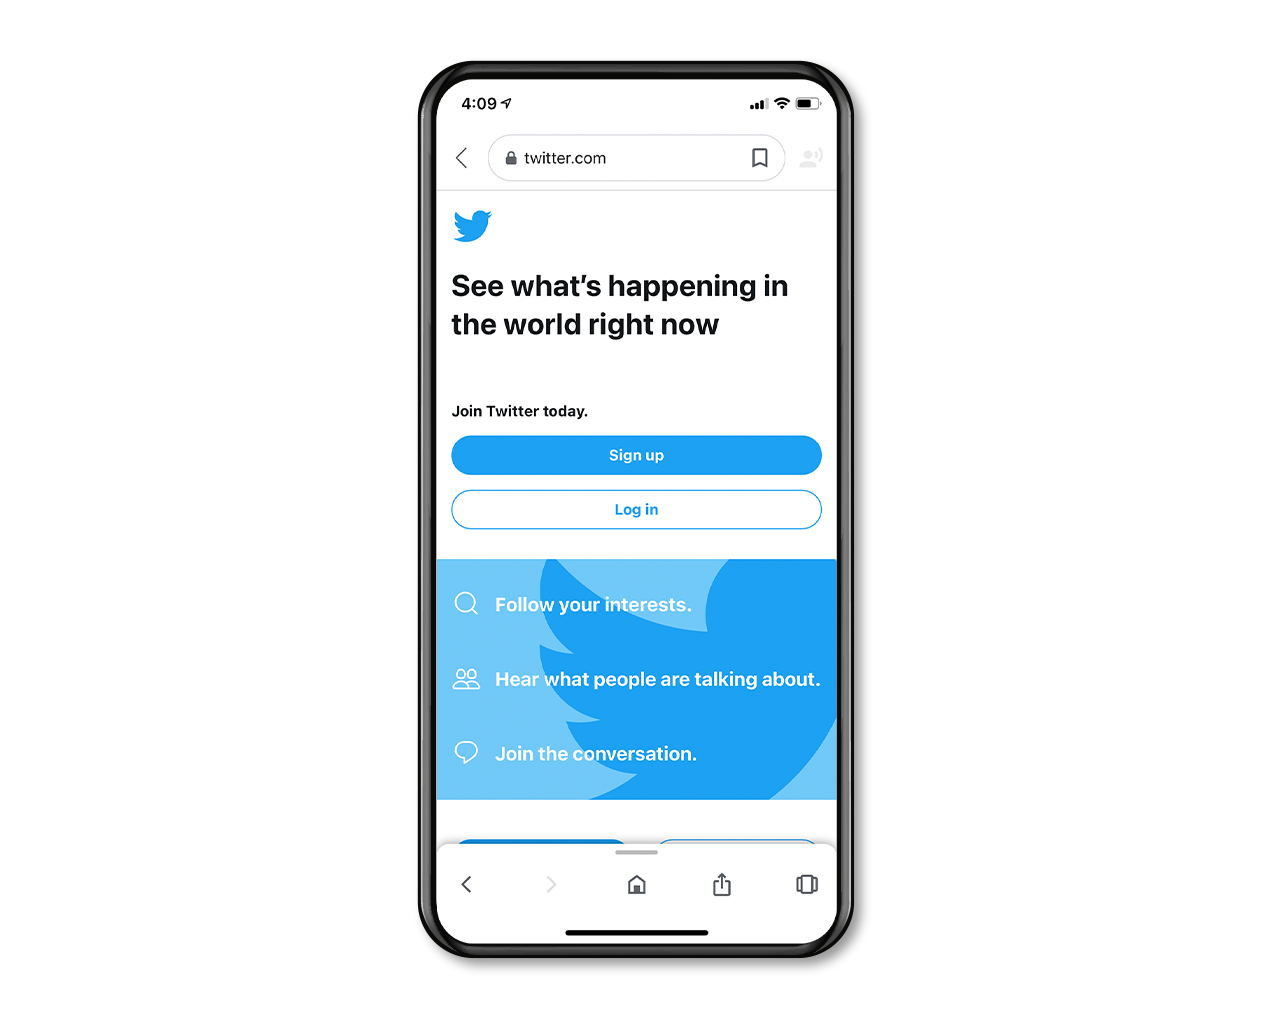 4:09
twitter.com
See what's happening in
the world right now
Join Twitter today.
Sign up
Log in
Follow your interests.
Hear what people are talking about.
Join the conversation.